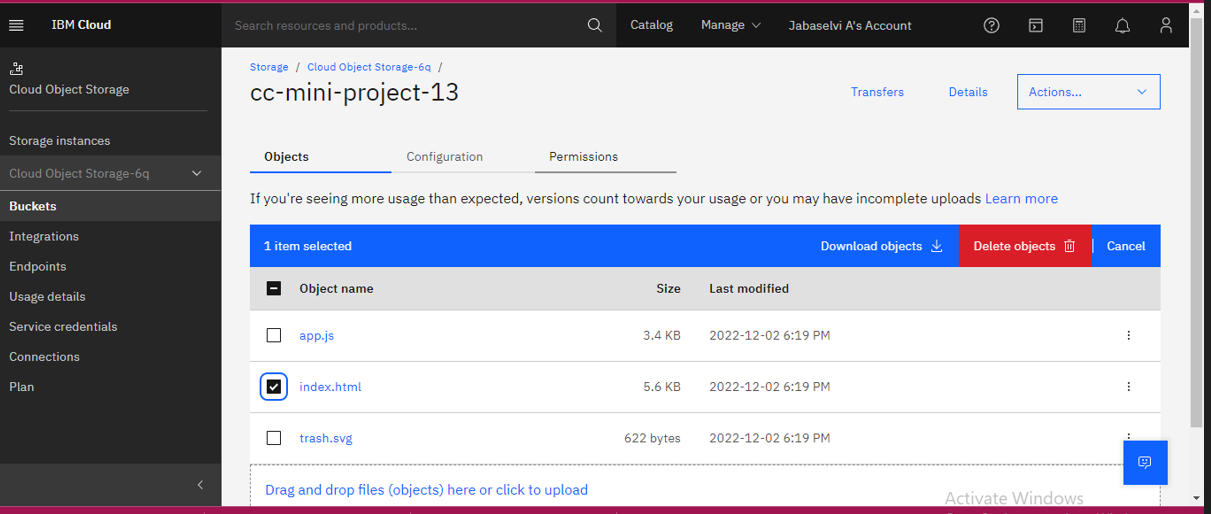 IBM Cloud
Search resources and products...
Catalog
Manage
Jabaselvi A's Account
Cloud Object Storage
Storage instances
Cloud Object Storage-6q
Buckets
Integrations
Endpoints
Usage details
Service credentials
Connections
Plan
Storage / Cloud Object Storage-6q /
cc-mini-project-13
Transfers
Details
Actions...
Objects
Configuration
Permissions
If you're seeing more usage than expected, versions count towards your usage or you may have incomplete uploads Learn more
1 item selected
Download objects
Delete objects
Cancel
Object name Size Last modified
app.js 3.4 KB 2022-12-02 6:19 PM
index.html 5.6 KB 2022-12-02 6:19 PM
trash.svg 622 bytes 2022-12-02 6:19 PM
Drag and drop files (objects) here or click to upload
Activate Windows